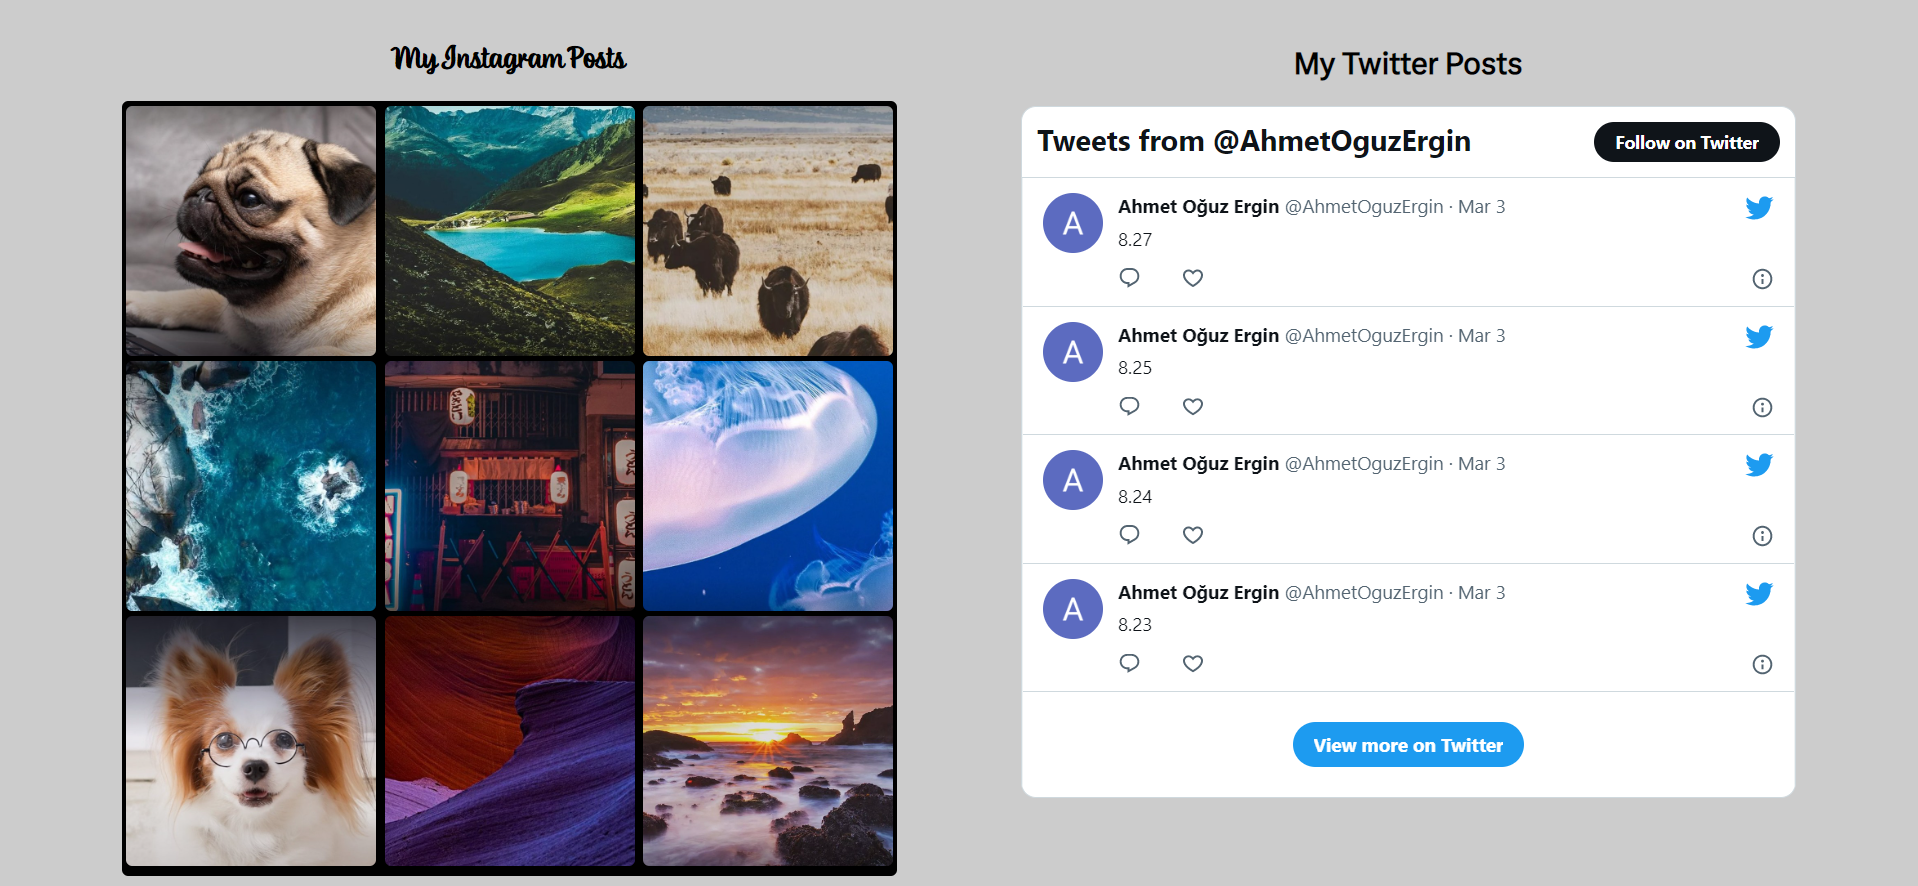 My Instagram Posts
My Twitter Posts
Tweets from @AhmetOguzErgin
Follow on Twitter
Ahmet Oğuz Ergin @AhmetOguzErgin · Mar 3
8.27
Ahmet Oğuz Ergin @AhmetOguzErgin · Mar 3
8.25
Ahmet Oğuz Ergin @AhmetOguzErgin · Mar 3
8.24
Ahmet Oğuz Ergin @AhmetOguzErgin · Mar 3
8.23
View more on Twitter
A
A
A
A